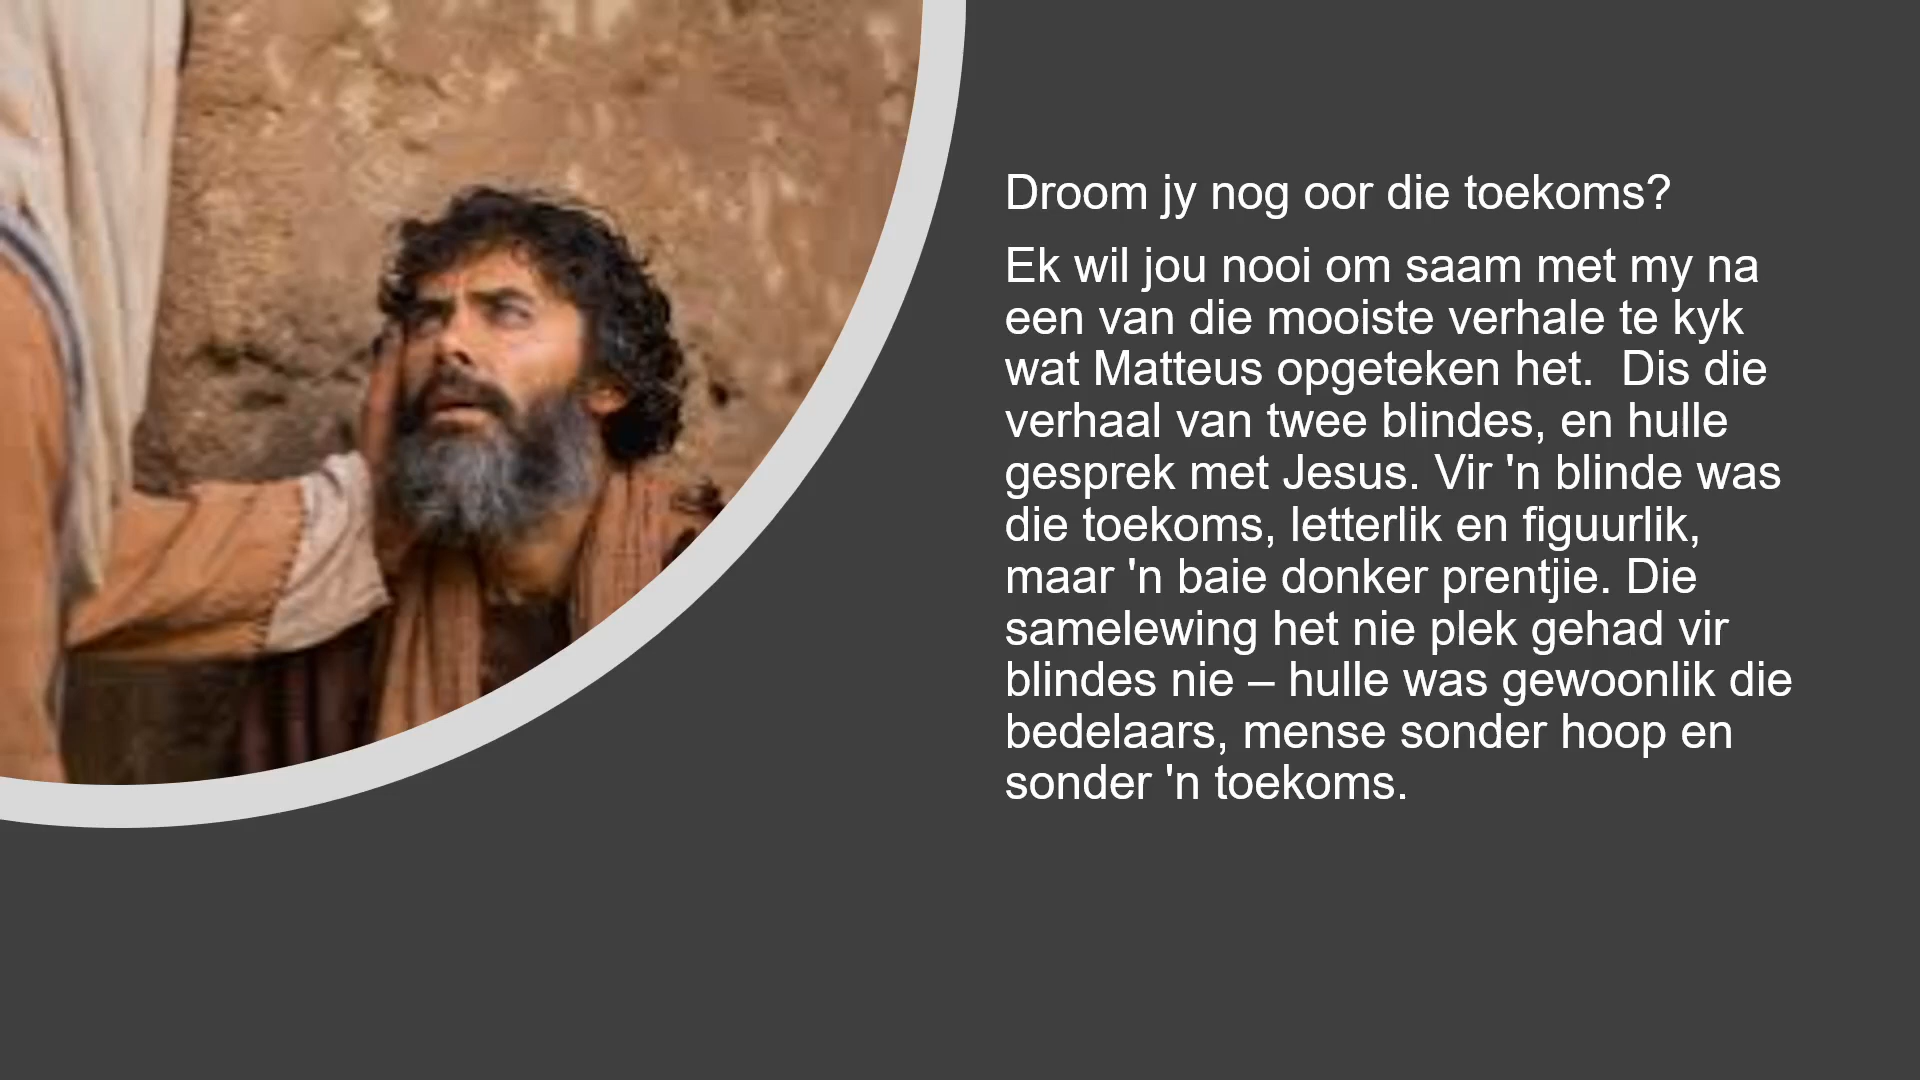 Droom jy nog oor die toekoms?
Ek wil jou nooi om saam met my na
een van die mooiste verhale te kyk
wat Matteus opgeteken het.  Dis die
verhaal van twee blindes, en hulle
gesprek met Jesus. Vir 'n blinde was
die toekoms, letterlik en figuurlik,
maar 'n baie donker prentjie. Die
samelewing het nie plek gehad vir
blindes nie – hulle was gewoonlik die
bedelaars, mense sonder hoop en
sonder 'n toekoms.